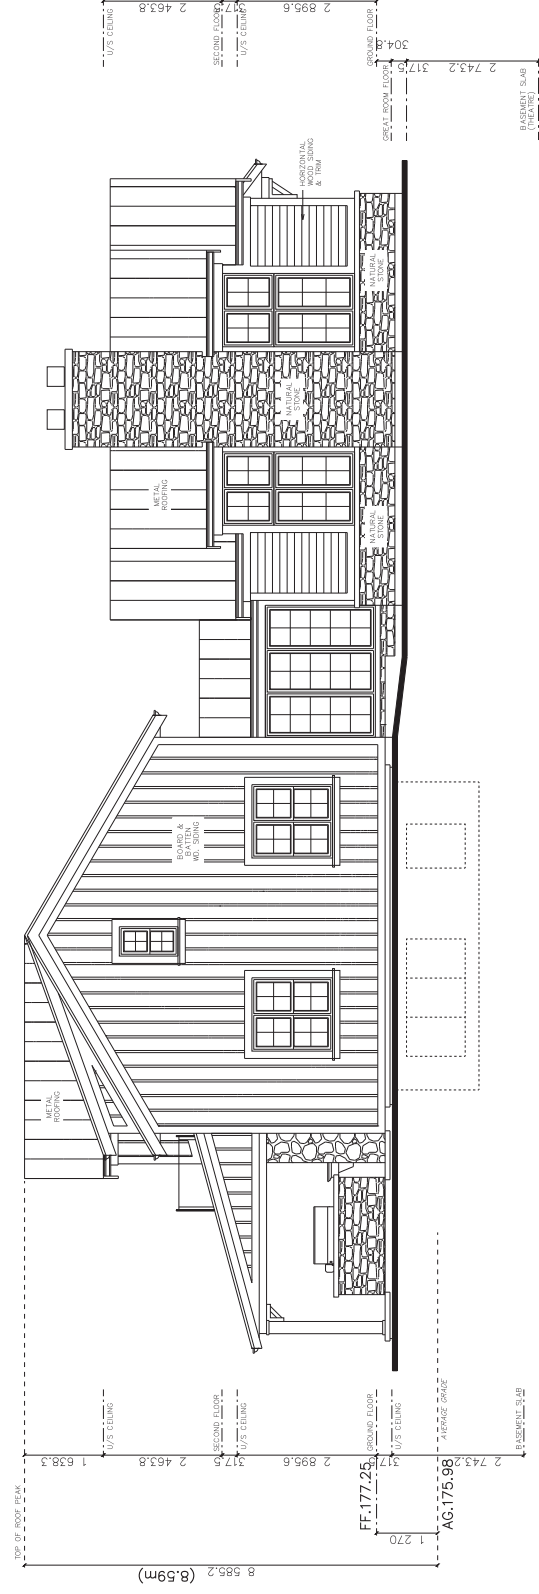 TOP OF ROOF PEAK
1 638.3
U/S CEILING
2 463.8
SECOND FLOOR
317.5
U/S CEILING
2 895.6
FF.177.25
GROUND FLOOR
317.5
U/S CEILING
AVERAGE GRADE
AG.175.98
2 743.2
BASEMENT SLAB
1 270
8 585.2
(8.59m)
METAL
ROOFING
BOARD &
BATTEN
WD. SIDING
METAL
ROOFING
NATURAL
STONE
NATURAL
STONE
NATURAL
STONE
HORIZONTAL
WOOD SIDING
& TRIM
U/S CEILING
2 463.8
SECOND FLOOR
317.5
U/S CEILING
2 895.6
GROUND FLOOR
304.8
GREAT ROOM FLOOR
317.5
2 743.2
BASEMENT SLAB
(THEATRE)